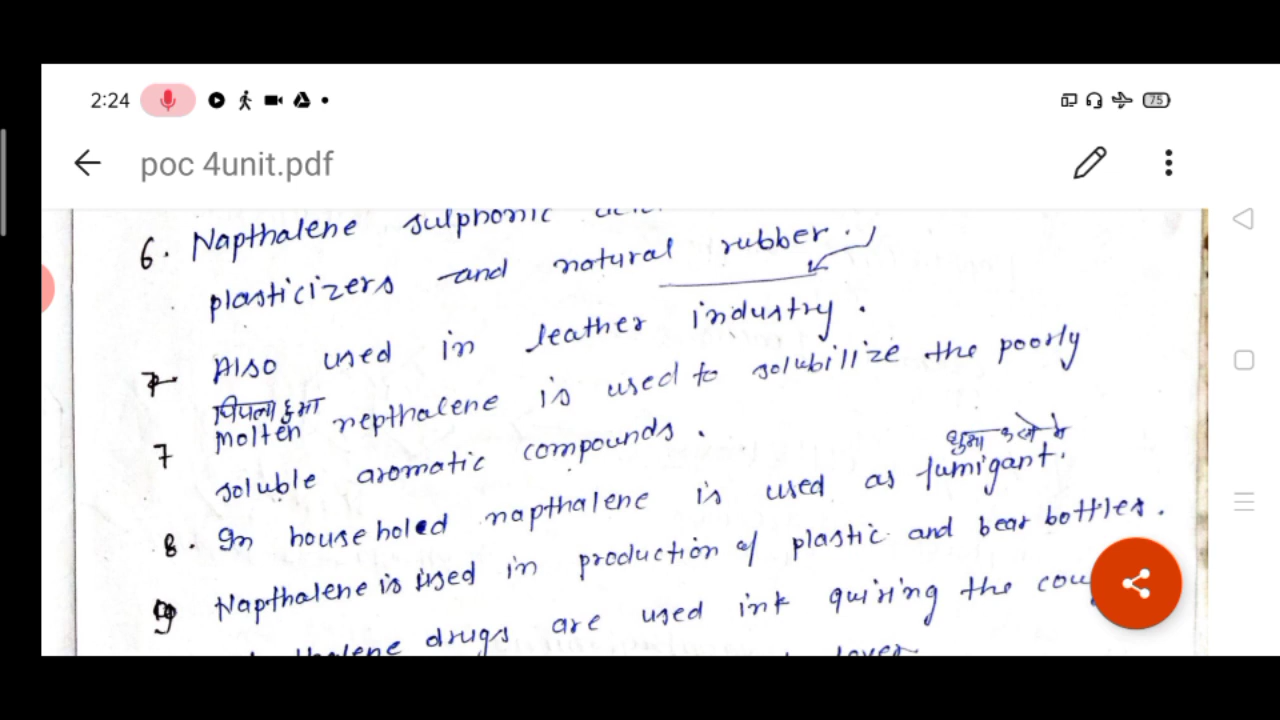 2:24
75
poc 4unit.pdf
6. Napthalene sulphonic
plasticizers and natural rubber.
7 Also used in leather industry.
पिघला हुआ
7 Molten nepthalene is used to solubilize the poorly
soluble aromatic compounds.
धुआ
8. In householed napthalene is used as fumigant.
9 Napthalene is used in production of plastic and bear bottles.
drugs are used ink quiring the